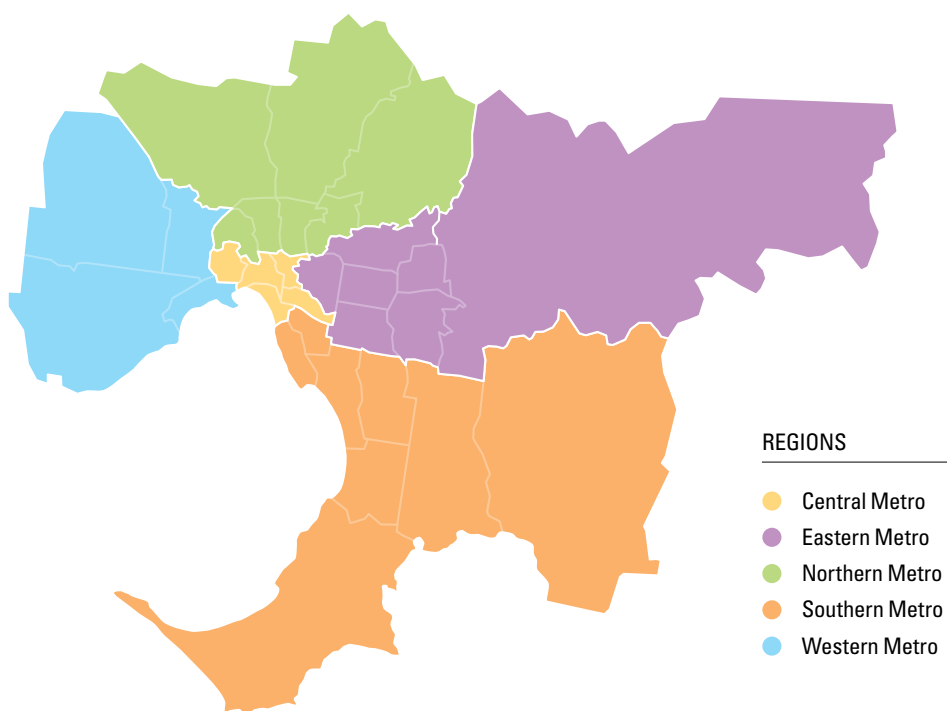 REGIONS
Central Metro
Eastern Metro
Northern Metro
Southern Metro
Western Metro